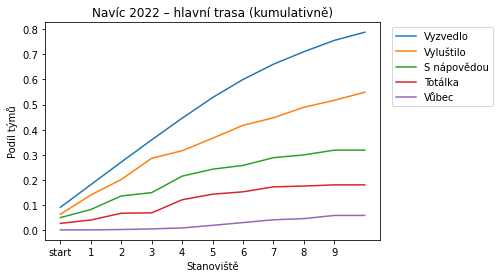 Navíc 2022 – hlavní trasa (kumulativně)
Podíl týmů
0.8
0.7
0.6
0.5
0.4
0.3
0.2
0.1
0.0
start 1 2 3 4 5 6 7 8 9
Stanoviště
Vyzvedlo
Vyluštilo
S nápovědou
Totálka
Vůbec